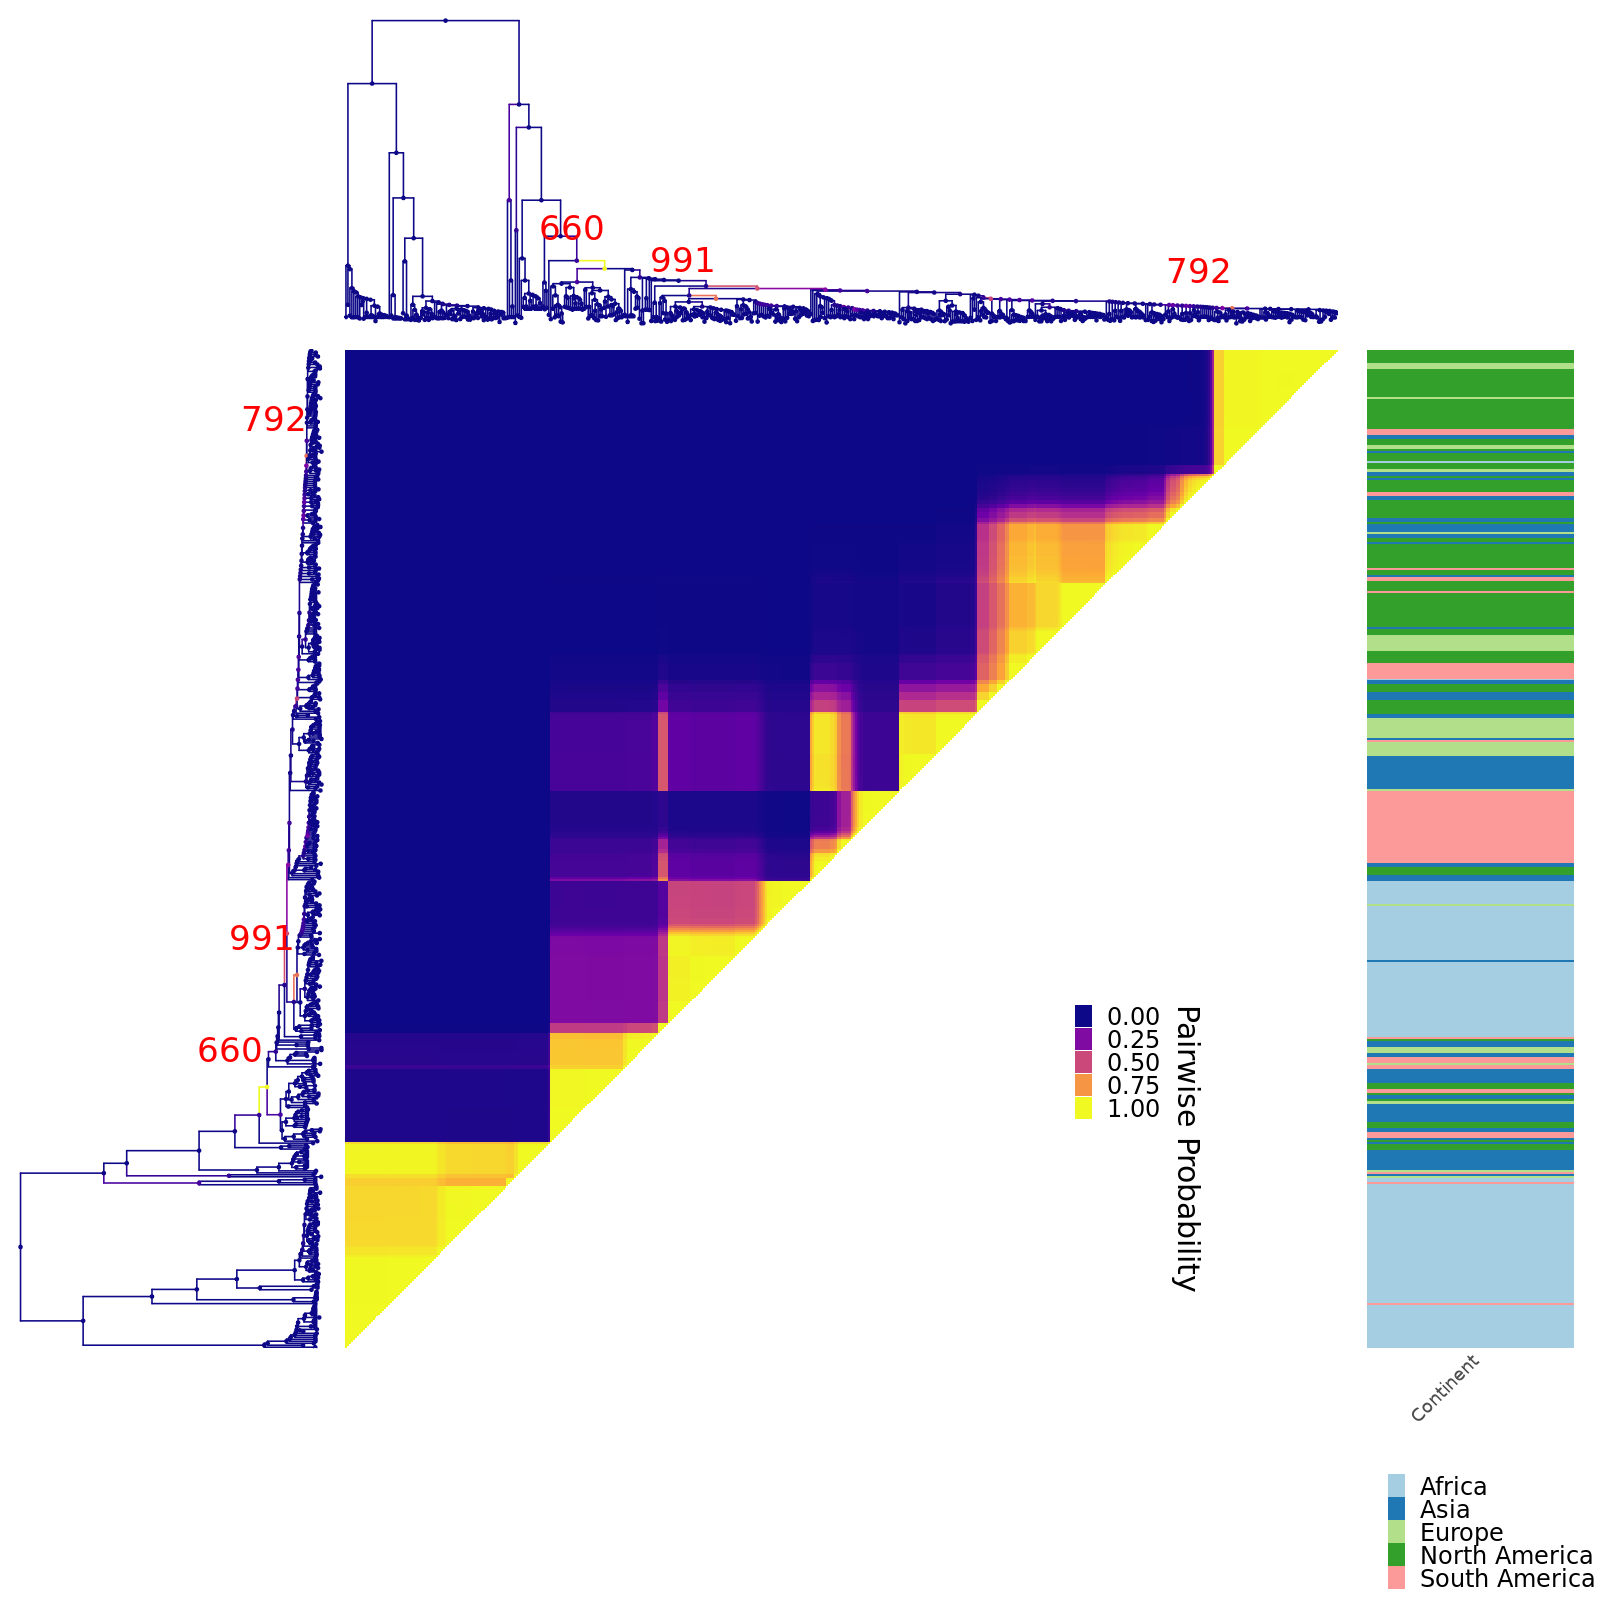 660
991
792
792
991
660
0.00
0.25
0.50
0.75
1.00
Pairwise Probability
Continent
Africa
Asia
Europe
North America
South America